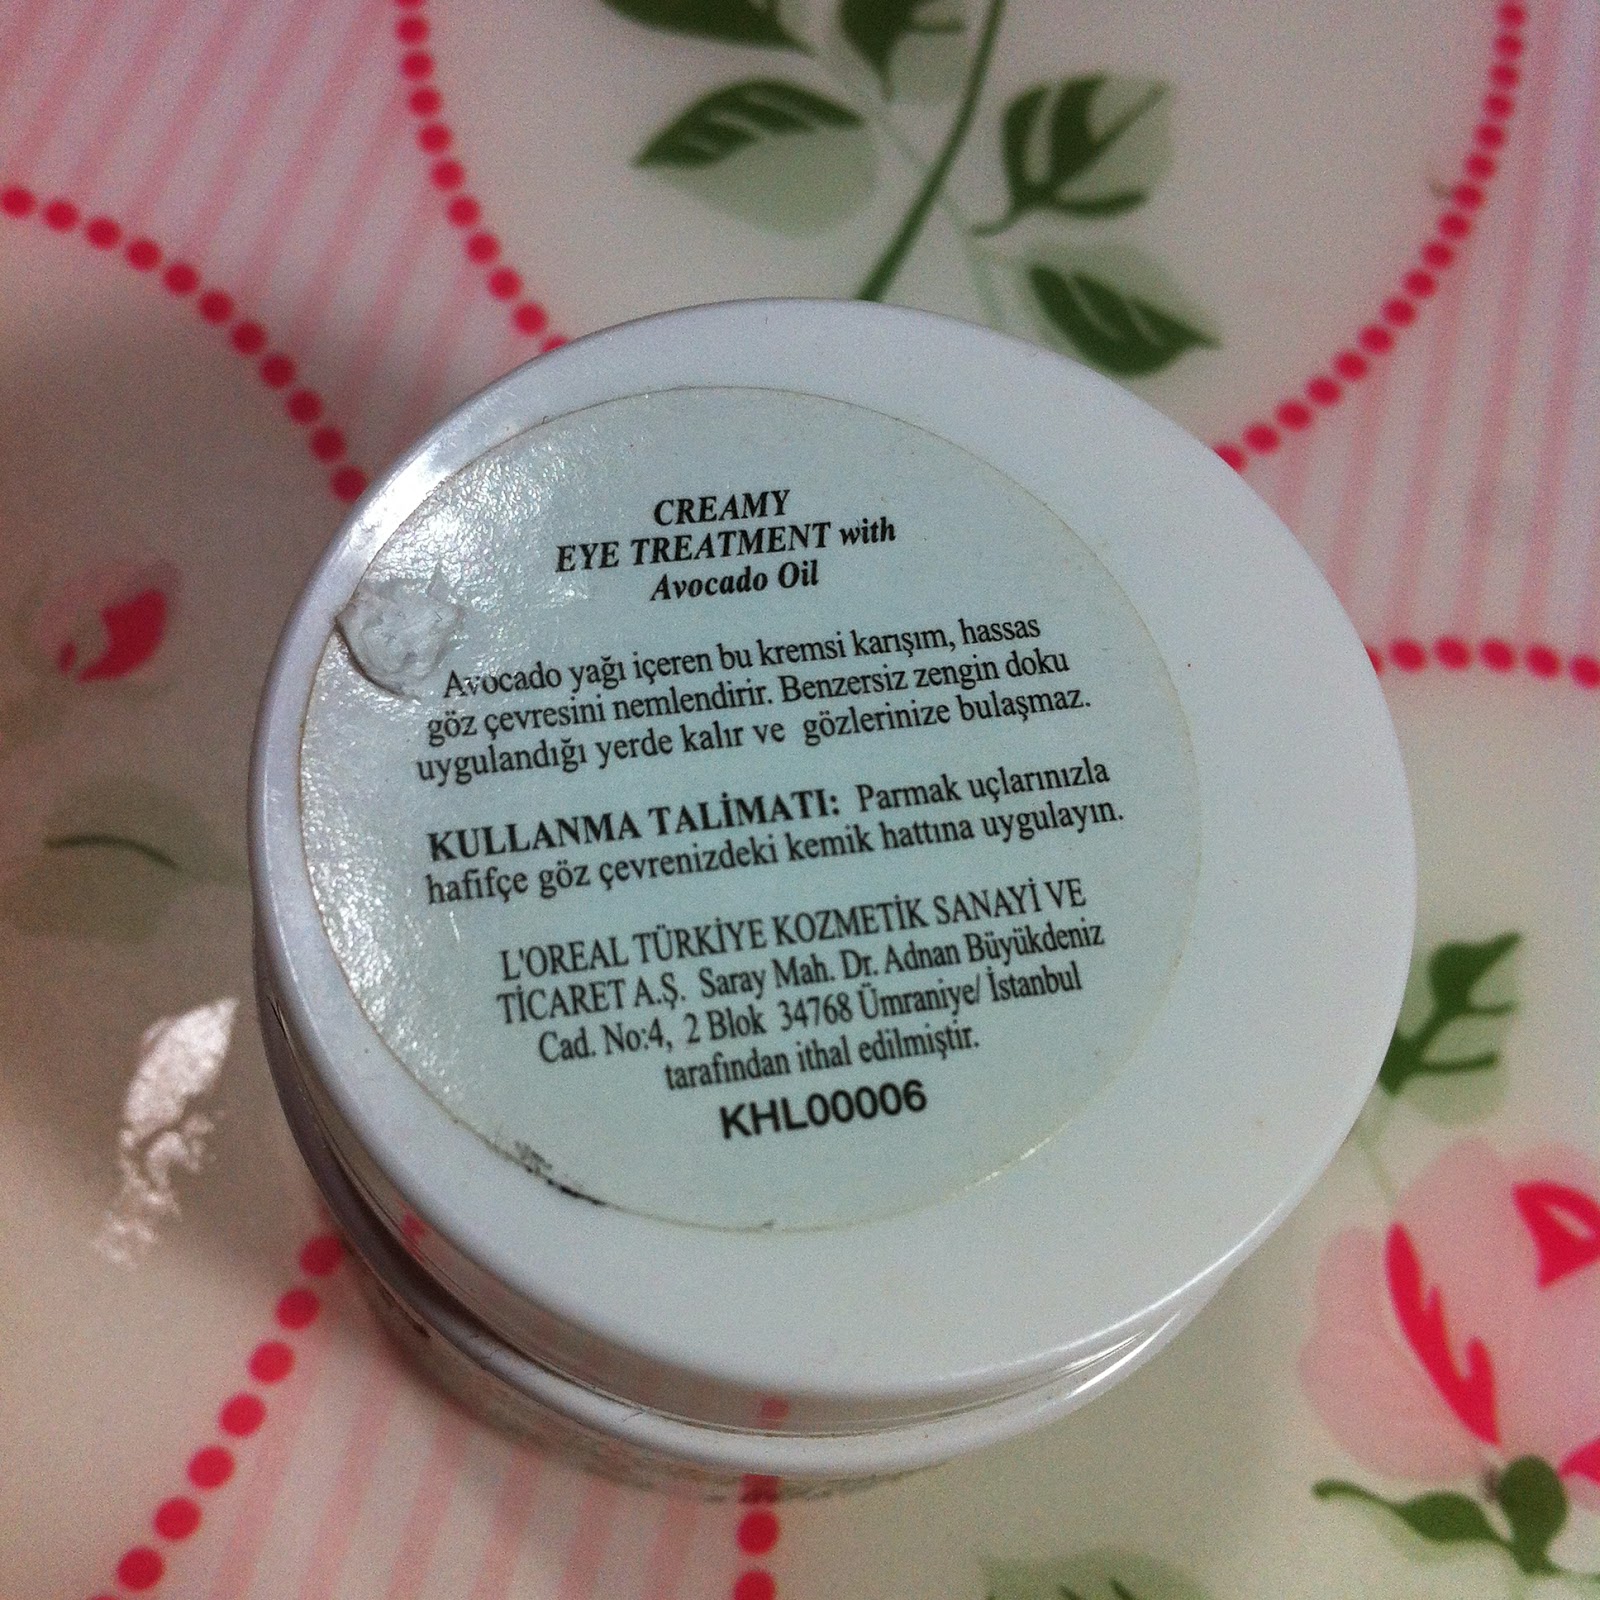 CREAMY
EYE TREATMENT with
Avocado Oil
Avocado yağı içeren bu kremsi karışım, hassas
göz çevresini nemlendirir. Benzersiz zengin doku
uygulandığı yerde kalır ve gözlerinize bulaşmaz.
KULLANMA TALİMATI: Parmak uçlarınızla
hafifçe göz çevrenizdeki kemik hattına uygulayın.
L'OREAL TÜRKİYE KOZMETİK SANAYİ VE
TİCARET A.Ş. Saray Mah. Dr. Adnan Büyükdeniz
Cad. No:4, 2 Blok 34768 Ümraniye/ İstanbul
tarafından ithal edilmiştir.
KHL00006